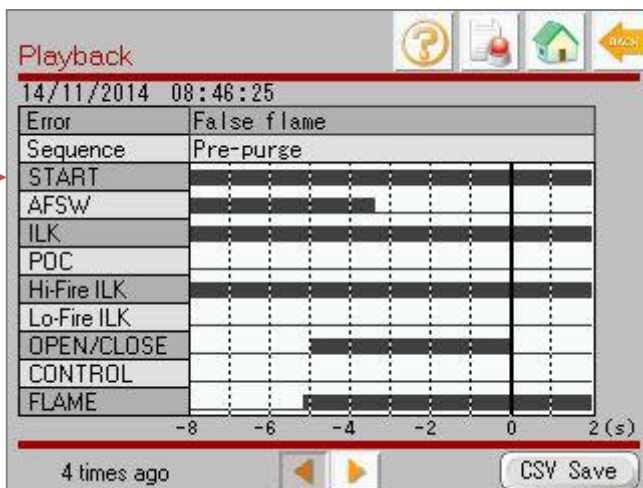 BACK
Playback
14/11/2014 08:46:25
Error False flame
Sequence Pre-purge
START
AFSW
ILK
POC
Hi-Fire ILK
Lo-Fire ILK
OPEN/CLOSE
CONTROL
FLAME
-8 -6 -4 -2 0 2(s)
4 times ago CSV Save